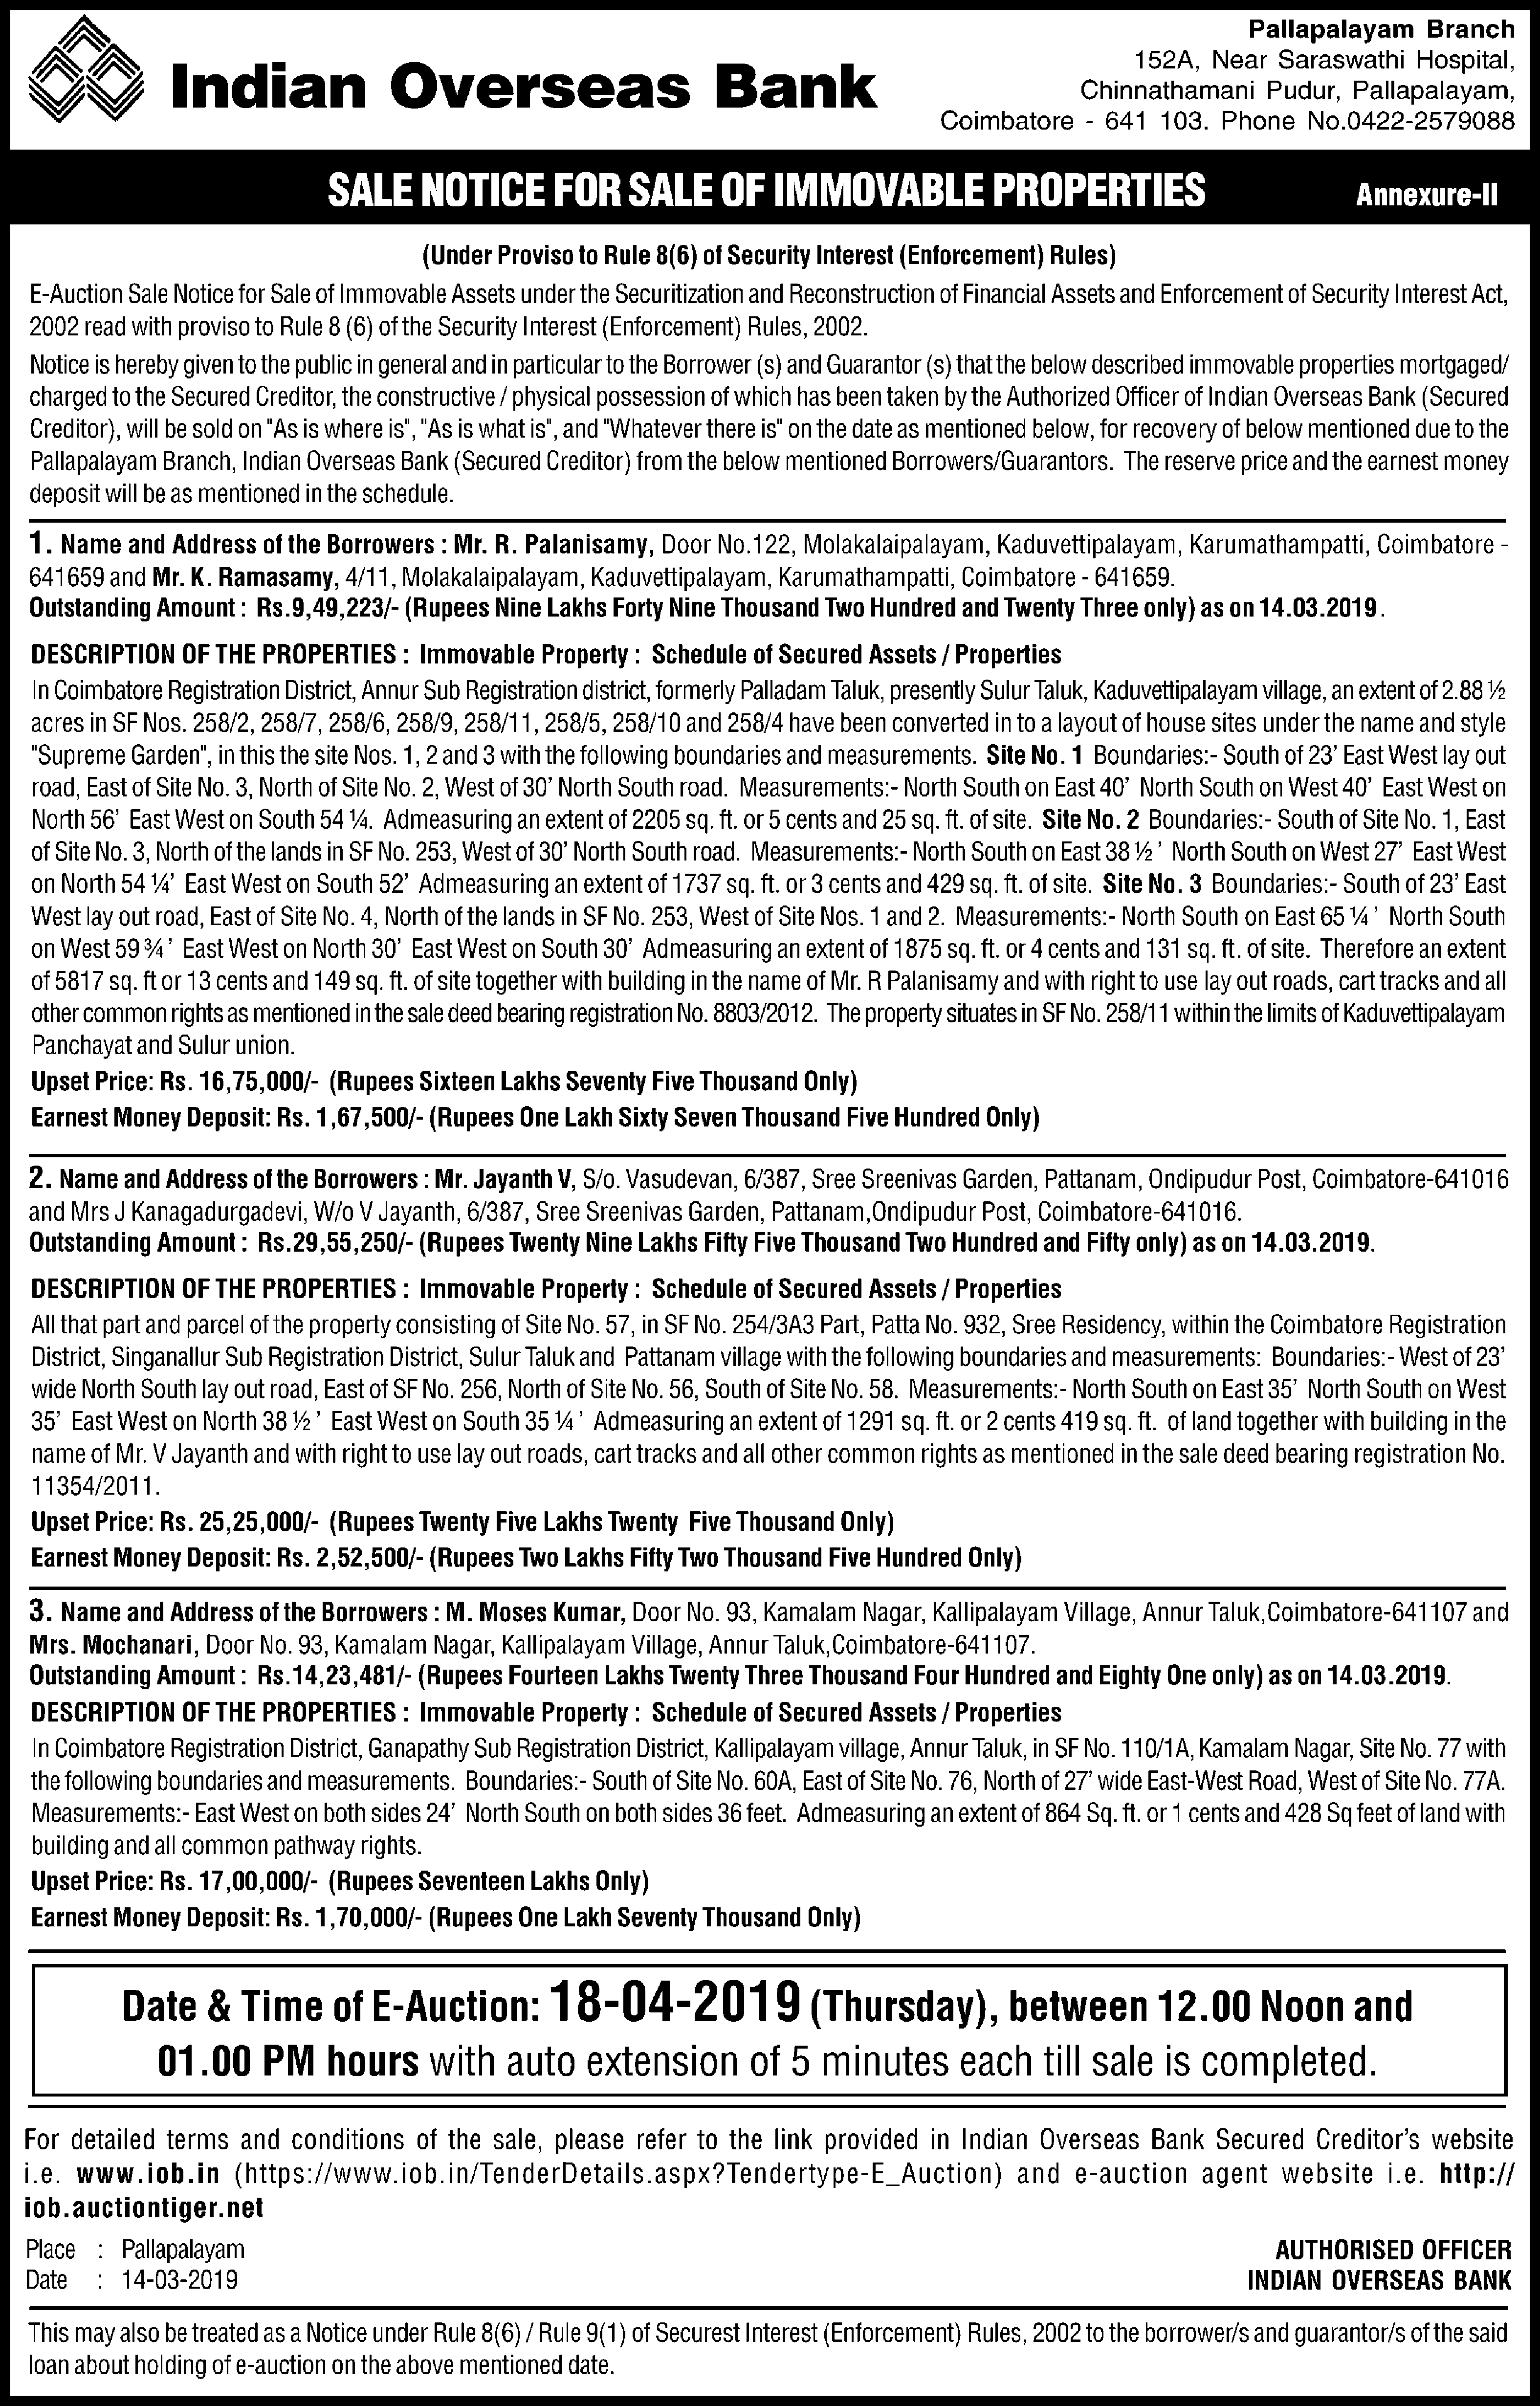 Indian Overseas Bank
Pallapalayam Branch
152A, Near Saraswathi Hospital,
Chinnathamani Pudur, Pallapalayam,
Coimbatore - 641 103. Phone No.0422-2579088
SALE NOTICE FOR SALE OF IMMOVABLE PROPERTIES Annexure-II
(Under Proviso to Rule 8(6) of Security Interest (Enforcement) Rules)
E-Auction Sale Notice for Sale of Immovable Assets under the Securitization and Reconstruction of Financial Assets and Enforcement of Security Interest Act,
2002 read with proviso to Rule 8 (6) of the Security Interest (Enforcement) Rules, 2002.
Notice is hereby given to the public in general and in particular to the Borrower (s) and Guarantor (s) that the below described immovable properties mortgaged/
charged to the Secured Creditor, the constructive / physical possession of which has been taken by the Authorized Officer of Indian Overseas Bank (Secured
Creditor), will be sold on "As is where is", "As is what is", and "Whatever there is" on the date as mentioned below, for recovery of below mentioned due to the
Pallapalayam Branch, Indian Overseas Bank (Secured Creditor) from the below mentioned Borrowers/Guarantors. The reserve price and the earnest money
deposit will be as mentioned in the schedule.
1. Name and Address of the Borrowers : Mr. R. Palanisamy, Door No.122, Molakalaipalayam, Kaduvettipalayam, Karumathampatti, Coimbatore -
641659 and Mr. K. Ramasamy, 4/11, Molakalaipalayam, Kaduvettipalayam, Karumathampatti, Coimbatore - 641659.
Outstanding Amount : Rs.9,49,223/- (Rupees Nine Lakhs Forty Nine Thousand Two Hundred and Twenty Three only) as on 14.03.2019.
DESCRIPTION OF THE PROPERTIES : Immovable Property : Schedule of Secured Assets / Properties
In Coimbatore Registration District, Annur Sub Registration district, formerly Palladam Taluk, presently Sulur Taluk, Kaduvettipalayam village, an extent of 2.88 ½
acres in SF Nos. 258/2, 258/7, 258/6, 258/9, 258/11, 258/5, 258/10 and 258/4 have been converted in to a layout of house sites under the name and style
"Supreme Garden", in this the site Nos. 1, 2 and 3 with the following boundaries and measurements. Site No. 1 Boundaries:- South of 23' East West lay out
road, East of Site No. 3, North of Site No. 2, West of 30' North South road. Measurements:- North South on East 40' North South on West 40' East West on
North 56' East West on South 54 ¼. Admeasuring an extent of 2205 sq. ft. or 5 cents and 25 sq. ft. of site. Site No. 2 Boundaries:- South of Site No. 1, East
of Site No. 3, North of the lands in SF No. 253, West of 30' North South road. Measurements:- North South on East 38 ½ ' North South on West 27' East West
on North 54 ¼' East West on South 52' Admeasuring an extent of 1737 sq. ft. or 3 cents and 429 sq. ft. of site. Site No. 3 Boundaries:- South of 23' East
West lay out road, East of Site No. 4, North of the lands in SF No. 253, West of Site Nos. 1 and 2. Measurements:- North South on East 65 ¼ ' North South
on West 59 ¾ ' East West on North 30' East West on South 30' Admeasuring an extent of 1875 sq. ft. or 4 cents and 131 sq. ft. of site. Therefore an extent
of 5817 sq. ft or 13 cents and 149 sq. ft. of site together with building in the name of Mr. R Palanisamy and with right to use lay out roads, cart tracks and all
other common rights as mentioned in the sale deed bearing registration No. 8803/2012. The property situates in SF No. 258/11 within the limits of Kaduvettipalayam
Panchayat and Sulur union.
Upset Price: Rs. 16,75,000/- (Rupees Sixteen Lakhs Seventy Five Thousand Only)
Earnest Money Deposit: Rs. 1,67,500/- (Rupees One Lakh Sixty Seven Thousand Five Hundred Only)
2. Name and Address of the Borrowers : Mr. Jayanth V, S/o. Vasudevan, 6/387, Sree Sreenivas Garden, Pattanam, Ondipudur Post, Coimbatore-641016
and Mrs J Kanagadurgadevi, W/o V Jayanth, 6/387, Sree Sreenivas Garden, Pattanam,Ondipudur Post, Coimbatore-641016.
Outstanding Amount : Rs.29,55,250/- (Rupees Twenty Nine Lakhs Fifty Five Thousand Two Hundred and Fifty only) as on 14.03.2019.
DESCRIPTION OF THE PROPERTIES : Immovable Property : Schedule of Secured Assets / Properties
All that part and parcel of the property consisting of Site No. 57, in SF No. 254/3A3 Part, Patta No. 932, Sree Residency, within the Coimbatore Registration
District, Singanallur Sub Registration District, Sulur Taluk and Pattanam village with the following boundaries and measurements: Boundaries:- West of 23'
wide North South lay out road, East of SF No. 256, North of Site No. 56, South of Site No. 58. Measurements:- North South on East 35' North South on West
35' East West on North 38 ½ ' East West on South 35 ¼ ' Admeasuring an extent of 1291 sq. ft. or 2 cents 419 sq. ft. of land together with building in the
name of Mr. V Jayanth and with right to use lay out roads, cart tracks and all other common rights as mentioned in the sale deed bearing registration No.
11354/2011.
Upset Price: Rs. 25,25,000/- (Rupees Twenty Five Lakhs Twenty Five Thousand Only)
Earnest Money Deposit: Rs. 2,52,500/- (Rupees Two Lakhs Fifty Two Thousand Five Hundred Only)
3. Name and Address of the Borrowers : M. Moses Kumar, Door No. 93, Kamalam Nagar, Kallipalayam Village, Annur Taluk,Coimbatore-641107 and
Mrs. Mochanari, Door No. 93, Kamalam Nagar, Kallipalayam Village, Annur Taluk,Coimbatore-641107.
Outstanding Amount : Rs.14,23,481/- (Rupees Fourteen Lakhs Twenty Three Thousand Four Hundred and Eighty One only) as on 14.03.2019.
DESCRIPTION OF THE PROPERTIES : Immovable Property : Schedule of Secured Assets / Properties
In Coimbatore Registration District, Ganapathy Sub Registration District, Kallipalayam village, Annur Taluk, in SF No. 110/1A, Kamalam Nagar, Site No. 77 with
the following boundaries and measurements. Boundaries:- South of Site No. 60A, East of Site No. 76, North of 27' wide East-West Road, West of Site No. 77A.
Measurements:- East West on both sides 24' North South on both sides 36 feet. Admeasuring an extent of 864 Sq. ft. or 1 cents and 428 Sq feet of land with
building and all common pathway rights.
Upset Price: Rs. 17,00,000/- (Rupees Seventeen Lakhs Only)
Earnest Money Deposit: Rs. 1,70,000/- (Rupees One Lakh Seventy Thousand Only)
Date & Time of E-Auction: 18-04-2019 (Thursday), between 12.00 Noon and
01.00 PM hours with auto extension of 5 minutes each till sale is completed.
For detailed terms and conditions of the sale, please refer to the link provided in Indian Overseas Bank Secured Creditor's website
i.e. www.iob.in (https://www.iob.in/TenderDetails.aspx?Tendertype-E_Auction) and e-auction agent website i.e. http://
iob.auctiontiger.net
Place : Pallapalayam
Date : 14-03-2019
AUTHORISED OFFICER
INDIAN OVERSEAS BANK
This may also be treated as a Notice under Rule 8(6) / Rule 9(1) of Securest Interest (Enforcement) Rules, 2002 to the borrower/s and guarantor/s of the said
loan about holding of e-auction on the above mentioned date.